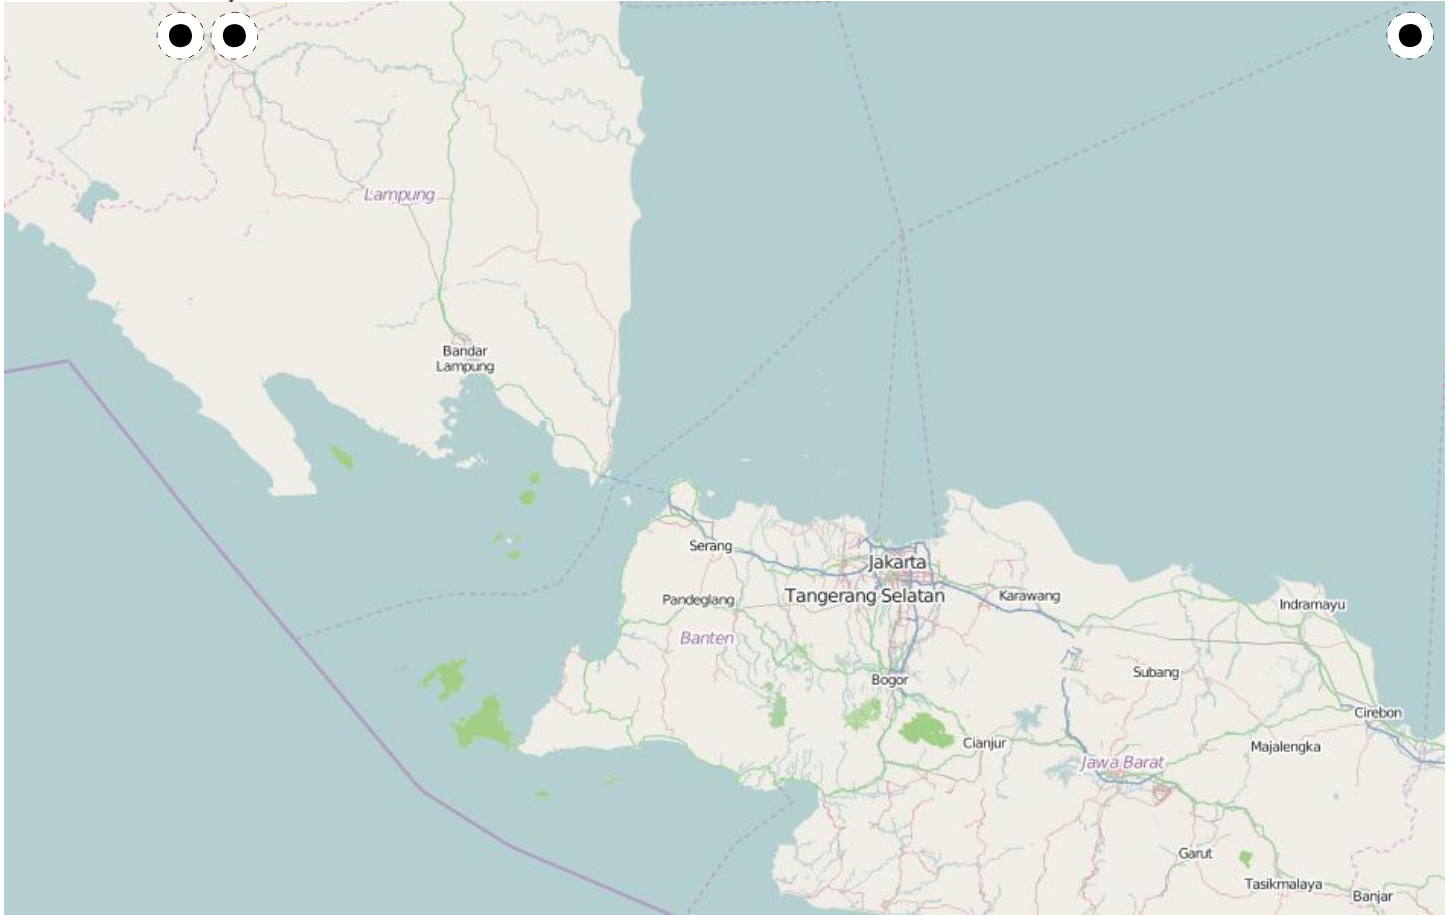 Lampung
Bandar
Lampung
Serang
Jakarta
Tangerang Selatan
Karawang
Pandeglang
Indramayu
Banten
Subang
Bogor
Cirebon
Cianjur
Majalengka
Jawa Barat
Garut
Tasikmalaya
Banjar